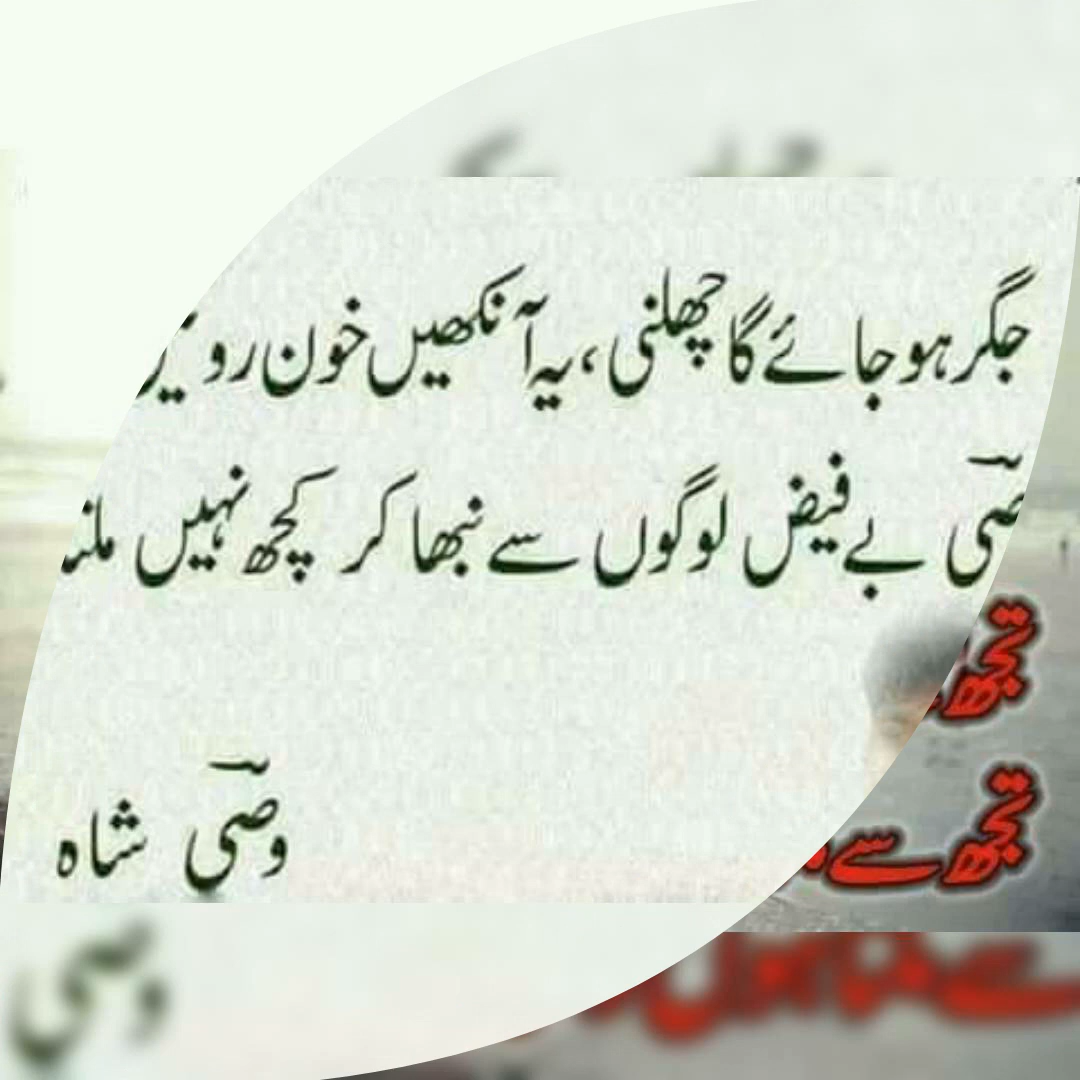 جگر ہو جائے گا چھلنی ، یہ آنکھیں خون رو
بے فیض لوگوں سے نبھا کر کچھ نہیں
تجھ
تجھ سے
وصی شاہ